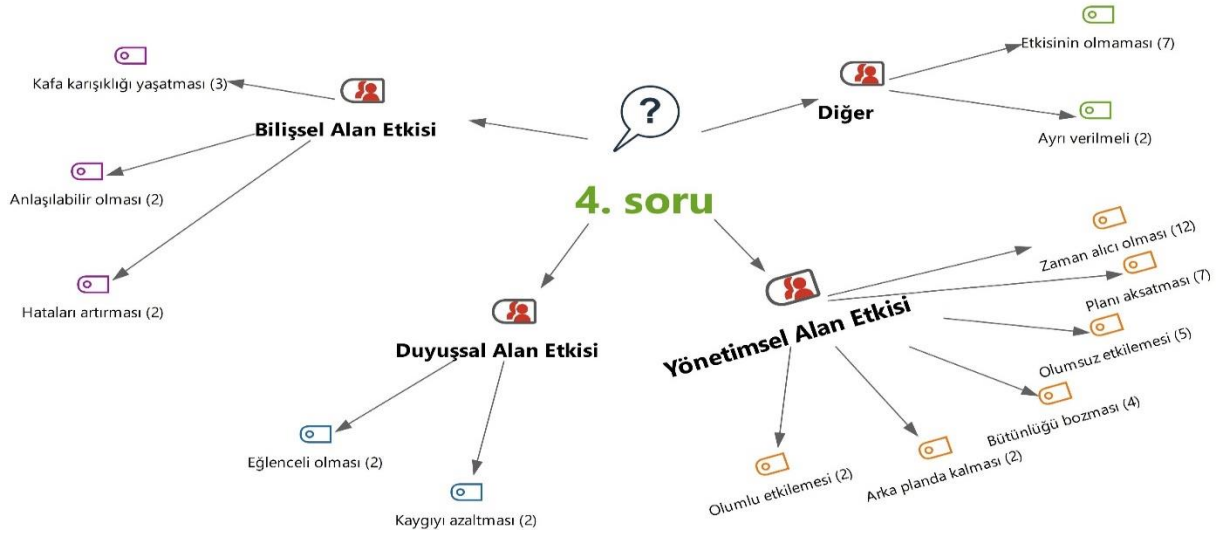 ?
4. soru
Bilişsel Alan Etkisi
Kafa karışıklığı yaşatması (3)
Anlaşılabilir olması (2)
Hataları artırması (2)
Duyuşsal Alan Etkisi
Eğlenceli olması (2)
Kaygıyı azaltması (2)
Yönetimsel Alan Etkisi
Zaman alıcı olması (12)
Planı aksatması (7)
Olumsuz etkilemesi (5)
Bütünlüğü bozması (4)
Arka planda kalması (2)
Olumlu etkilemesi (2)
Diğer
Etkisinin olmaması (7)
Ayrı verilmeli (2)